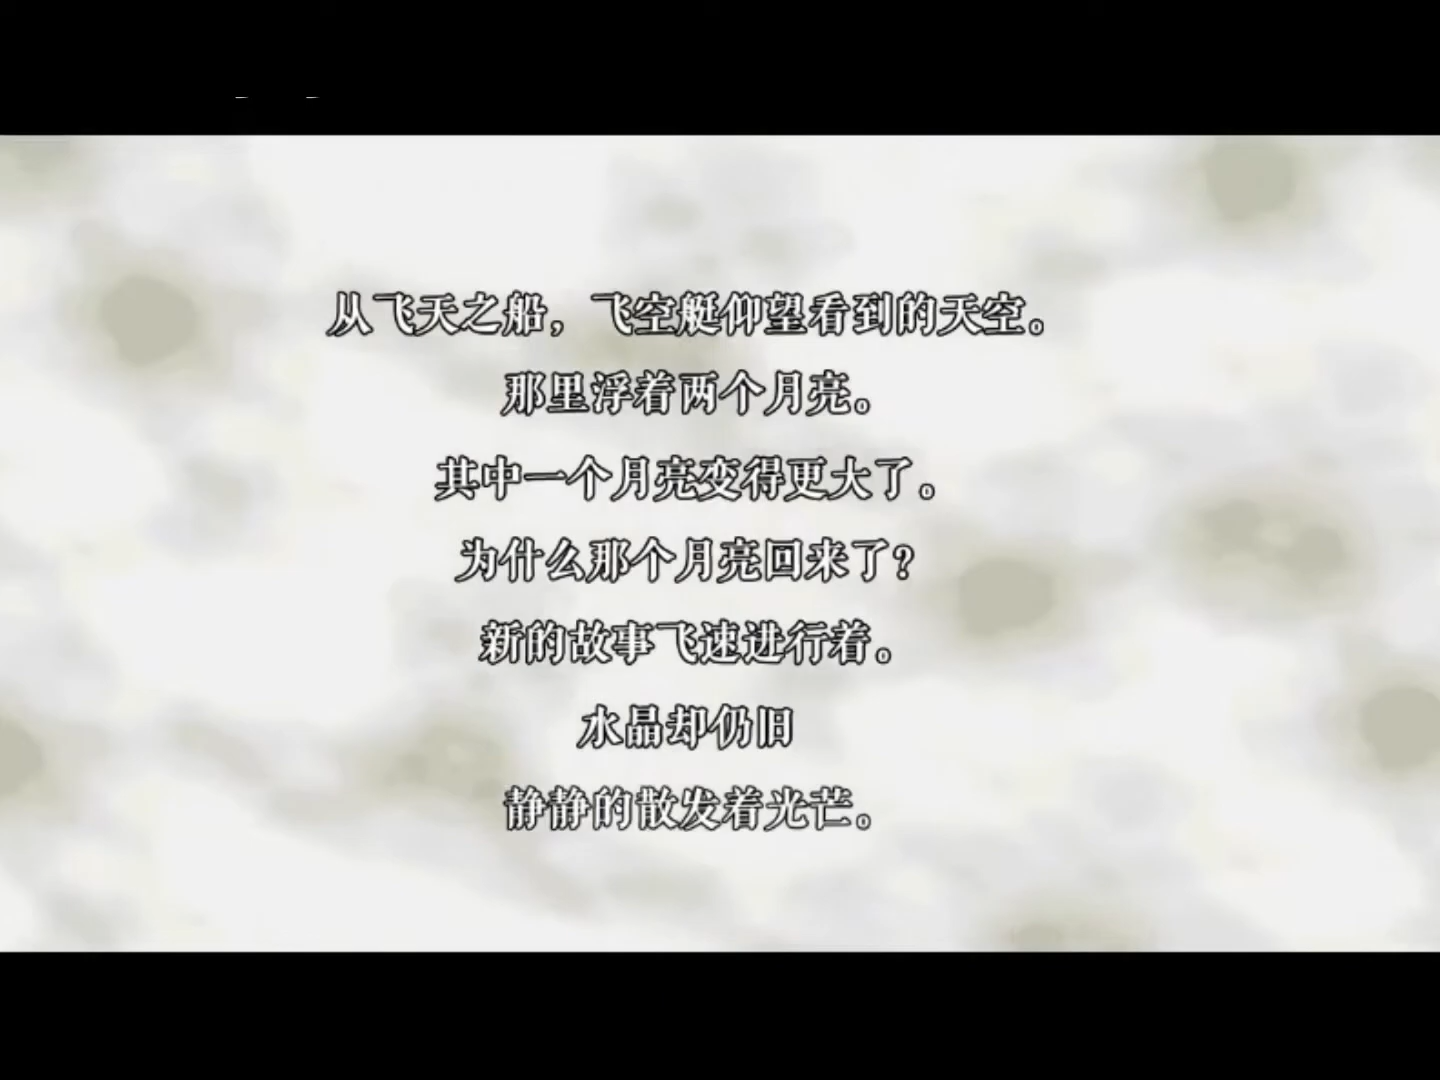 从飞天之船，飞空艇仰望看到的天空。
那里浮着两个月亮。
其中一个月亮变得更大了。
为什么那个月亮回来了？
新的故事飞速进行着。
水晶却仍旧
静静的散发着光芒。